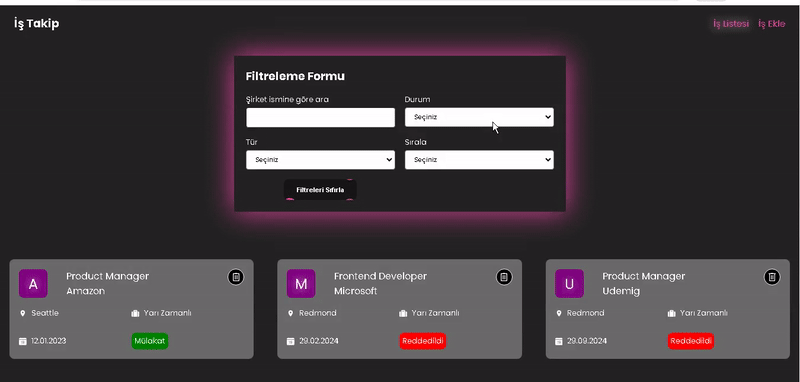 İş Takip
İş Listesi İş Ekle
Filtreleme Formu
Şirket ismine göre ara Durum
Seçiniz
Tür Sırala
Seçiniz Seçiniz
Filtreleri Sıfırla
A Product Manager
Amazon
Seattle Yarı Zamanlı
12.01.2023 Mülakat
M Frontend Developer
Microsoft
Redmond Yarı Zamanlı
29.02.2024 Reddedildi
U Product Manager
Udemig
Redmond Yarı Zamanlı
29.09.2024 Reddedildi